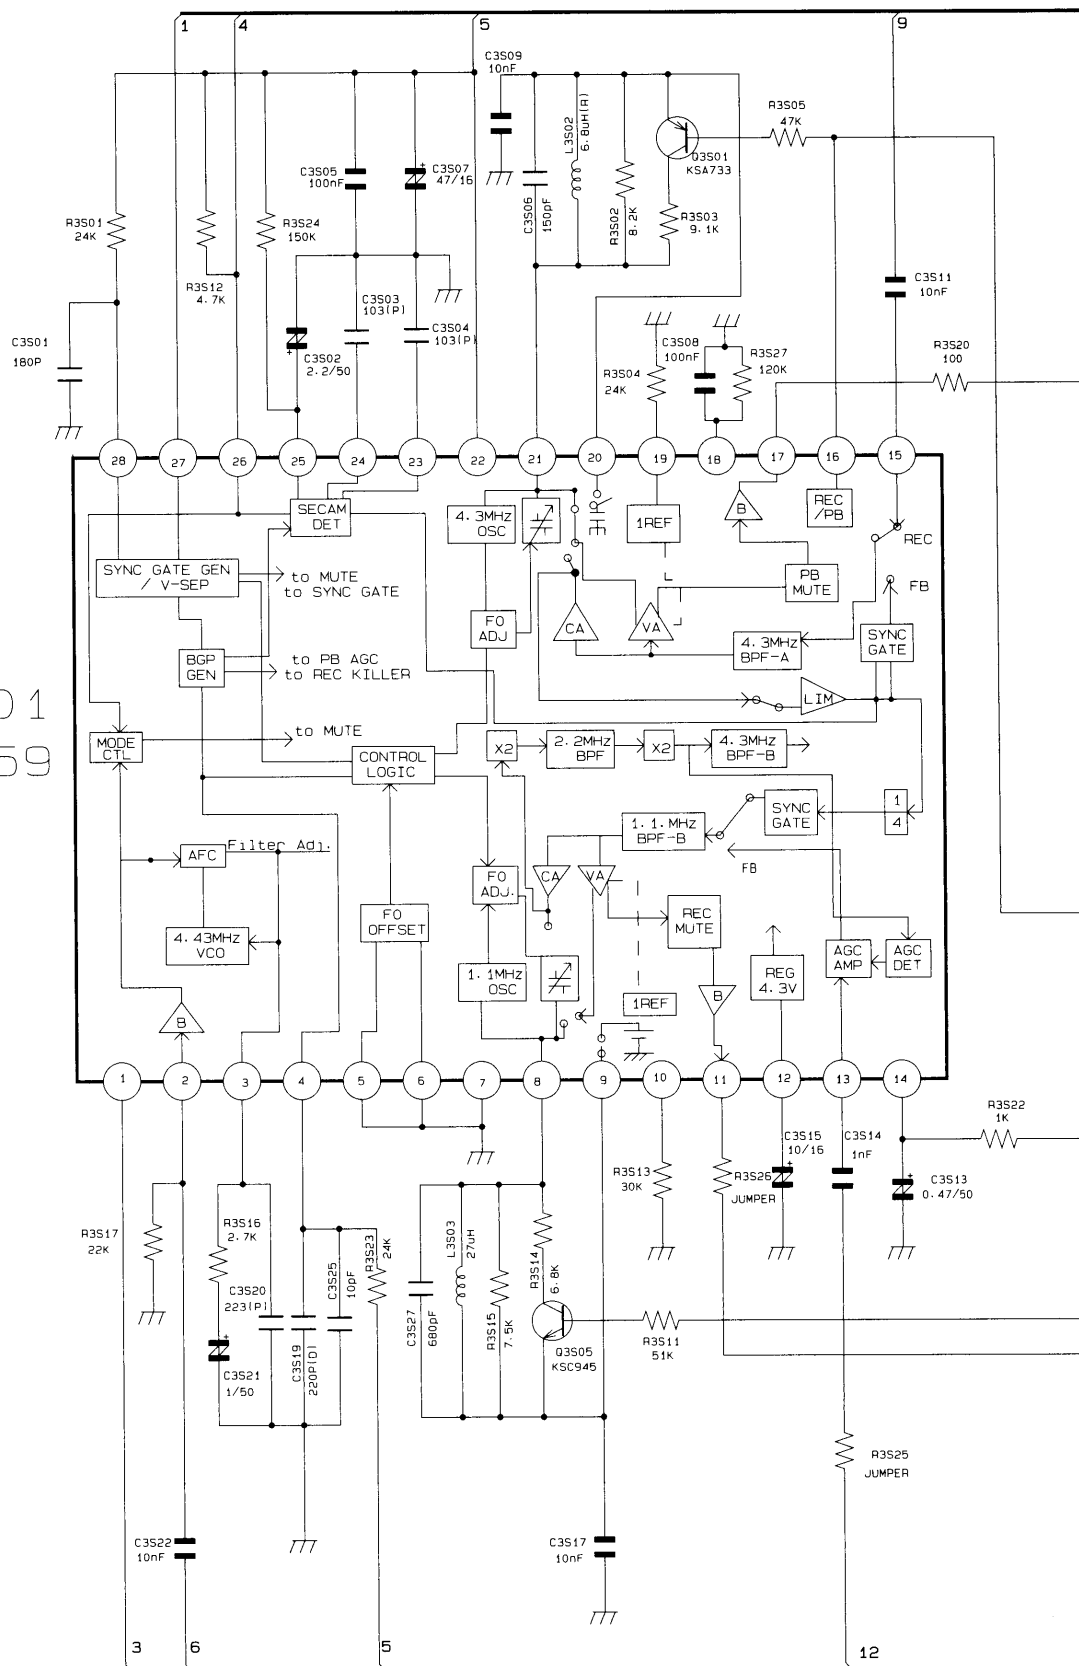 1
4
5
9
C3S09
10nF
R3S05
47K
L3S02
6.8uH(R)
Q3S01
KSA733
C3S05
100nF
C3S07
47/16
+
C3S06
150pF
R3S02
8.2K
R3S03
9.1K
R3S01
24K
R3S24
150K
R3S12
4.7K
C3S11
10nF
C3S03
103(P)
C3S04
103(P)
C3S01
180P
C3S02
2.2/50
+
C3S08
100nF
R3S27
120K
R3S04
24K
R3S20
100
28
27
26
25
24
23
22
21
20
19
18
17
16
15
SECAM
DET
4.3MHz
OSC
1REF
B
REC
/PB
REC
SYNC GATE GEN
/ V-SEP
to MUTE
to SYNC GATE
PB
MUTE
FB
FO
ADJ
CA
VA
4.3MHz
BPF-A
SYNC
GATE
BGP
GEN
to PB AGC
to REC KILLER
LIM
01
59
MODE
CTL
to MUTE
CONTROL
LOGIC
X2
2.2MHz
BPF
X2
4.3MHz
BPF-B
1.1.MHz
BPF-B
SYNC
GATE
1
4
AFC
Filter Adj.
FB
FO
ADJ.
CA
VA
FO
OFFSET
REC
MUTE
4.43MHz
VCO
AGC
AMP
AGC
DET
1.1MHz
OSC
REG
4.3V
1REF
B
B
1
2
3
4
5
6
7
8
9
10
11
12
13
14
R3S22
1K
C3S15
10/16
+
C3S14
1nF
R3S13
30K
R3S26
JUMPER
C3S13
0.47/50
+
R3S17
22K
R3S16
2.7K
R3S23
24K
L3S03
27uH
R3S14
6.8K
C3S20
223(P)
C3S25
10pF
C3S27
680pF
R3S15
7.5K
R3S11
51K
C3S19
220P(D)
Q3S05
KSC945
C3S21
1/50
+
R3S25
JUMPER
C3S22
10nF
C3S17
10nF
3
6
5
12